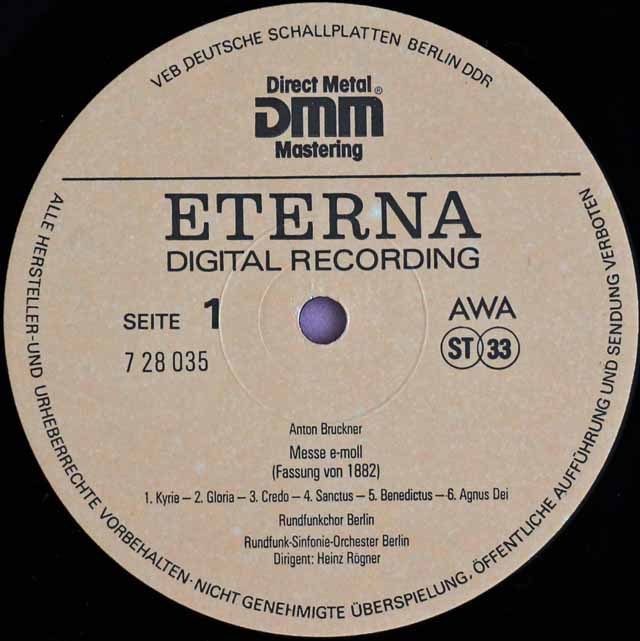 VEB DEUTSCHE SCHALLPLATTEN BERLIN DDR
Direct Metal
DMM®
Mastering
ETERNA
DIGITAL RECORDING
SEITE 1
7 28 035
AWA
ST 33
Anton Bruckner
Messe e-moll
(Fassung von 1882)
1. Kyrie – 2. Gloria – 3. Credo – 4. Sanctus – 5. Benedictus – 6. Agnus Dei
Rundfunkchor Berlin
Rundfunk-Sinfonie-Orchester Berlin
Dirigent: Heinz Rögner
ALLE HERSTELLER-UND URHEBERRECHTE VORBEHALTEN·NICHT GENEHMIGTE ÜBERSPIELUNG, ÖFFENTLICHE AUFFÜHRUNG UND SENDUNG VERBOTEN